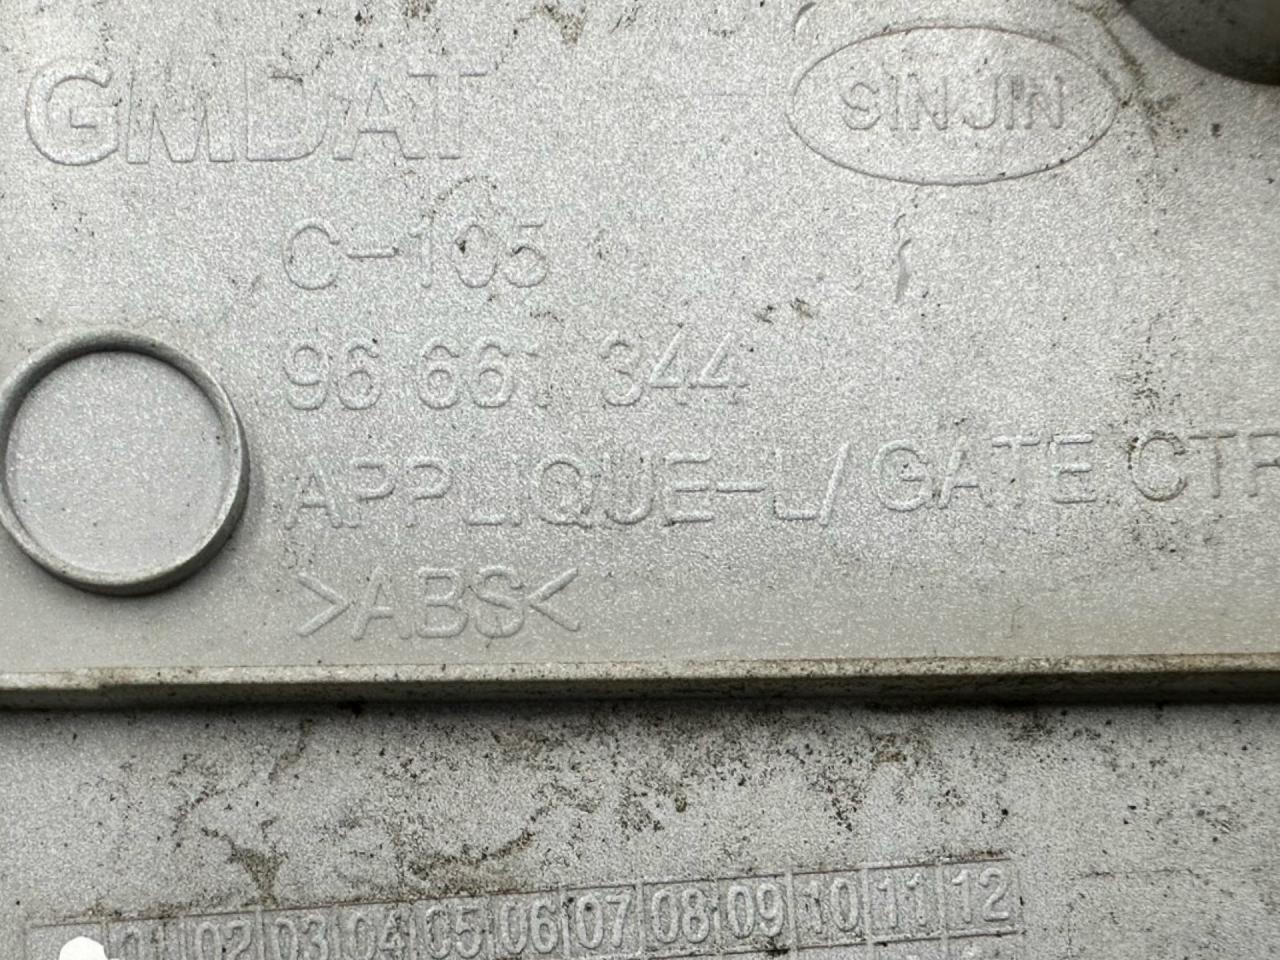 GMDAT
SINJIN
C-105
96 661 344
APPLIQUE-L/GATE CTR
>ABS<
01 02 03 04 05 06 07 08 09 10 11 12